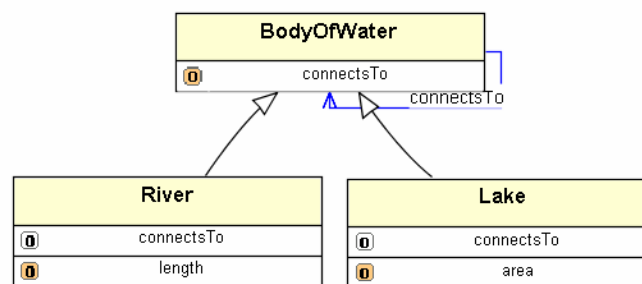 BodyOfWater
O connectsTo
connectsTo
River
O connectsTo
O length
Lake
O connectsTo
O area